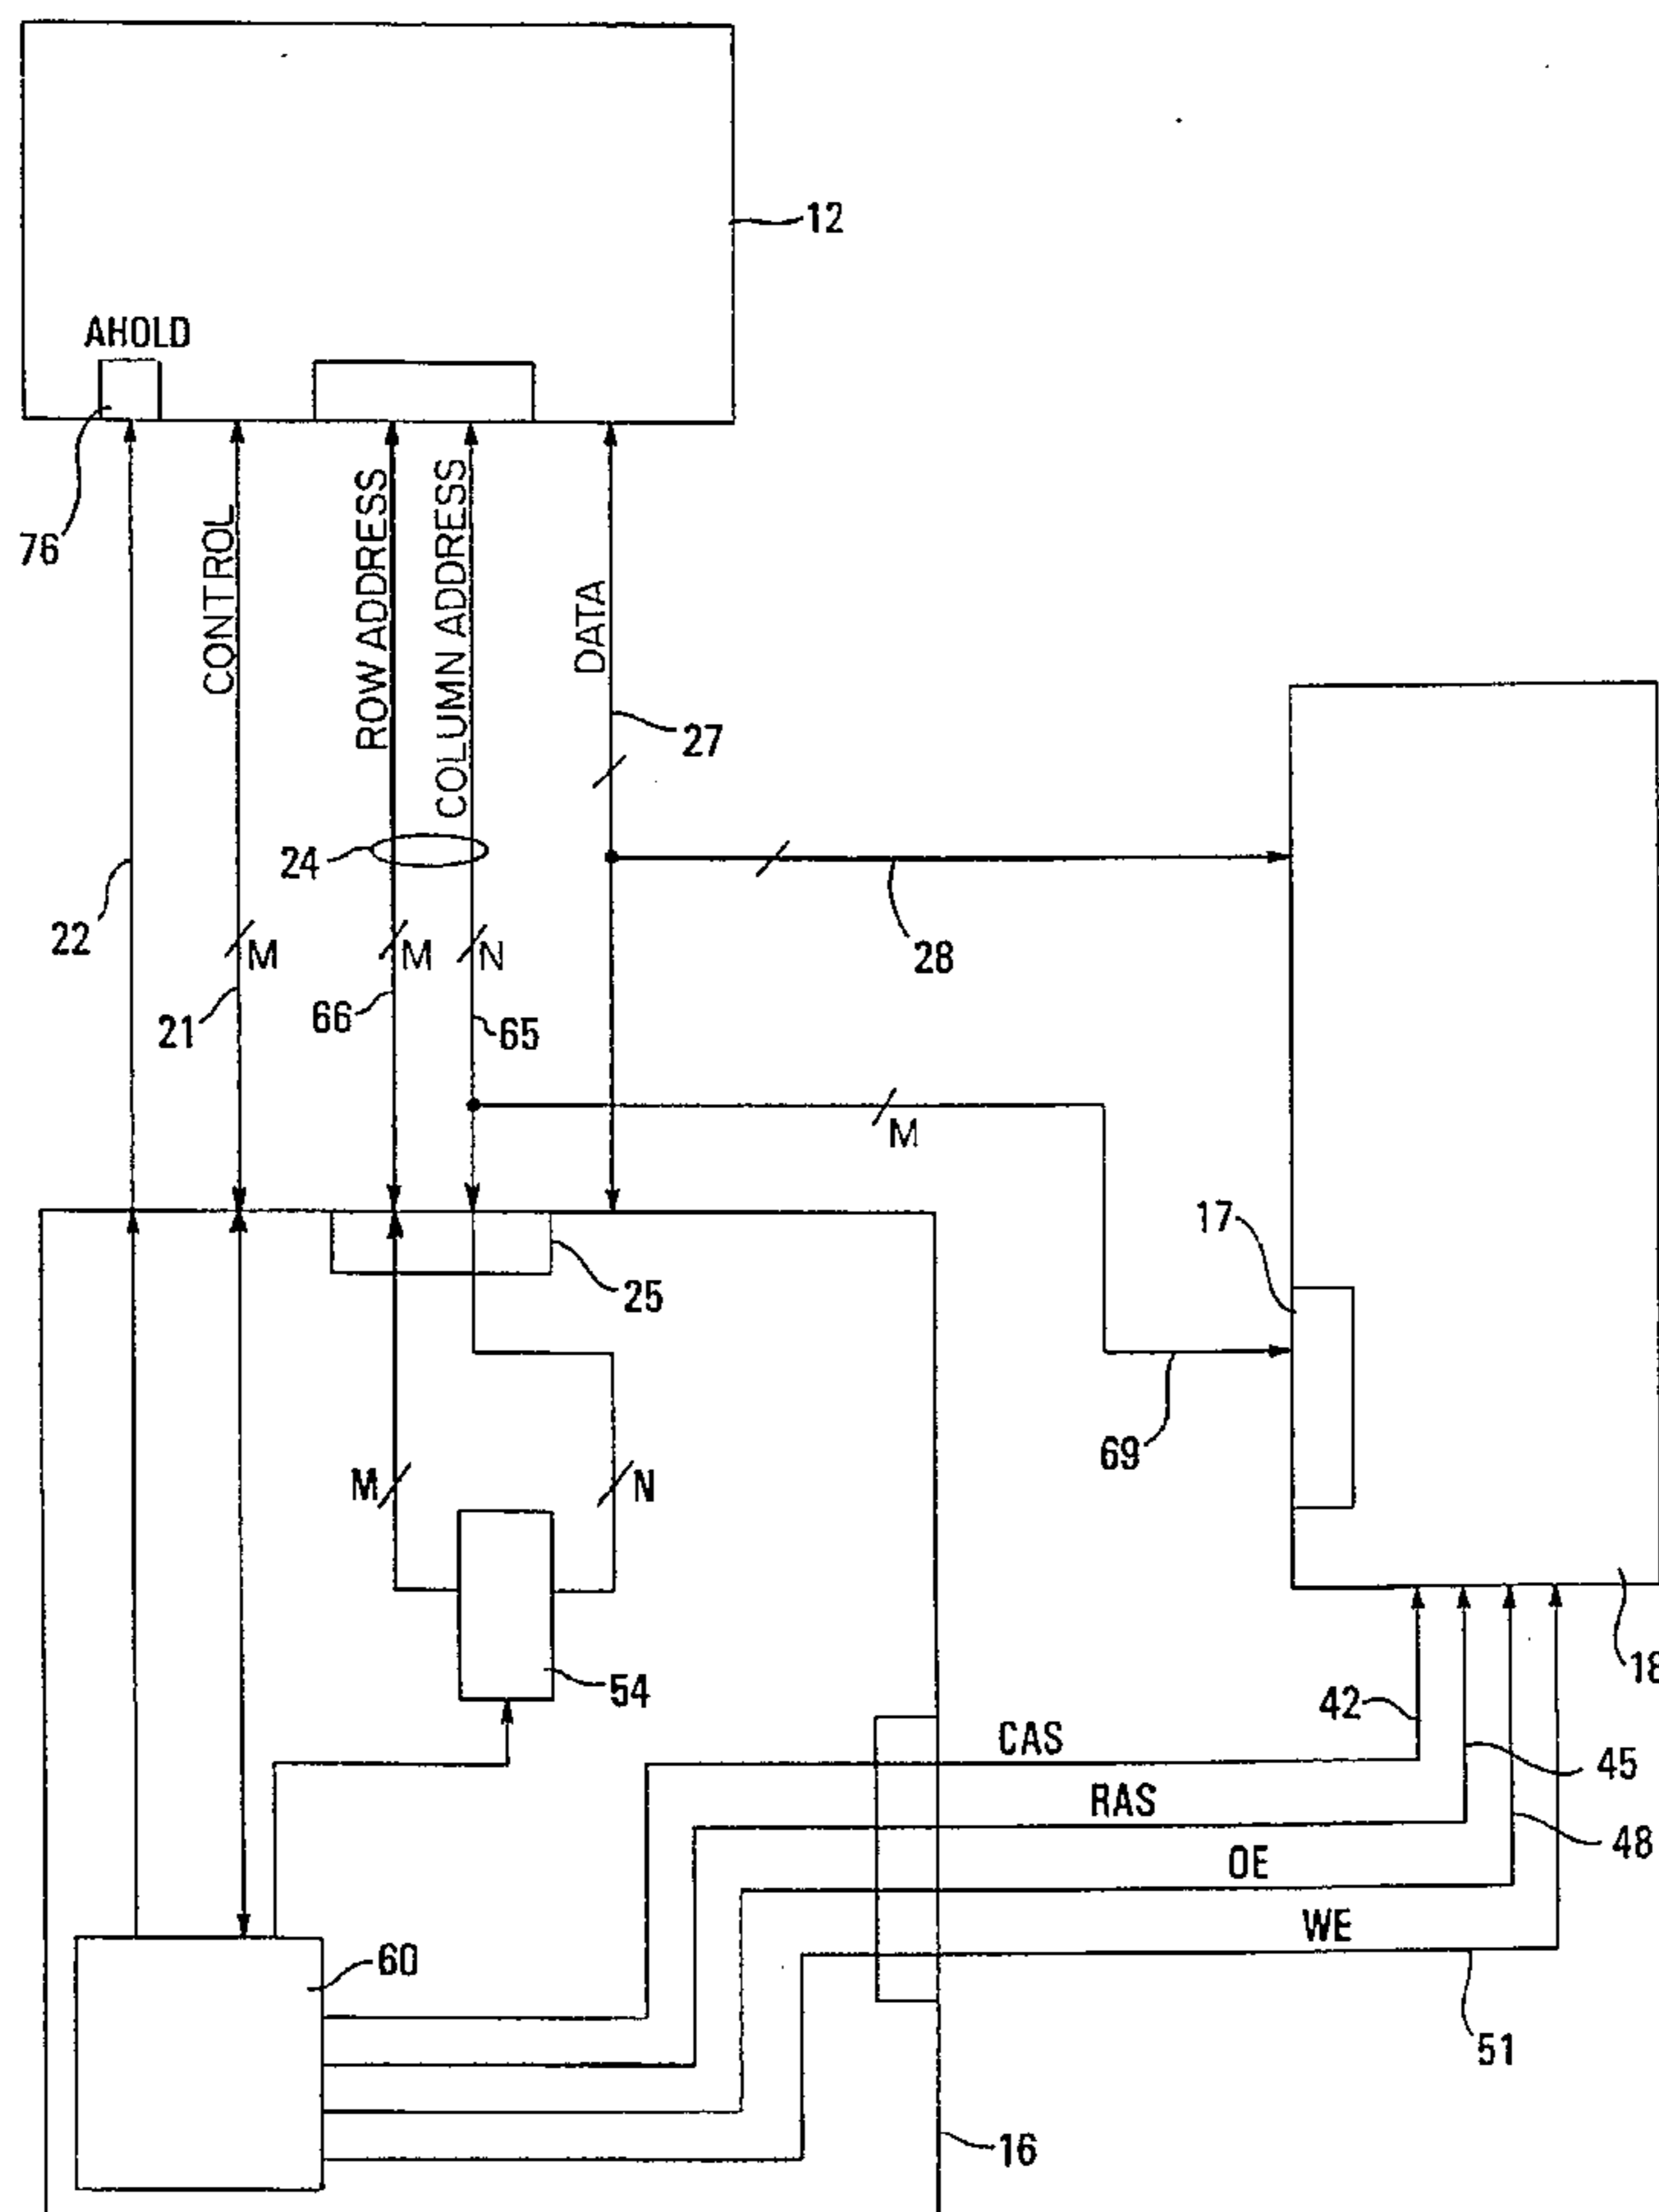 12
AHOLD
76
CONTROL
ROW ADDRESS
COLUMN ADDRESS
DATA
27
24
28
22
M
M
N
21
66
65
M
17
25
69
M
N
54
18
42
CAS
45
RAS
48
OE
WE
60
51
16